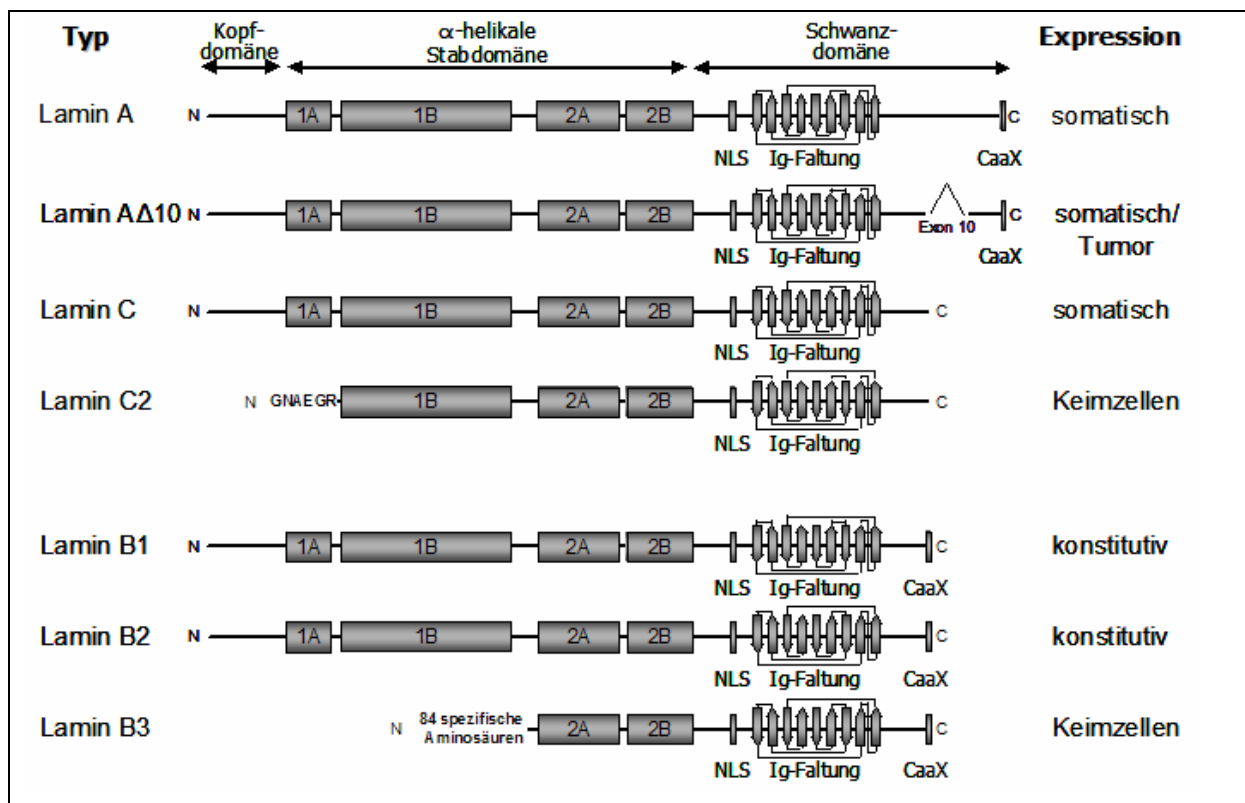 Typ Kopf-domäne α-helikale Stabdomäne Schwanz-domäne Expression
Lamin A N 1A 1B 2A 2B C somatisch
NLS Ig-Faltung CaaX
Lamin AΔ10 N 1A 1B 2A 2B Exon 10 C somatisch/
NLS Ig-Faltung CaaX Tumor
Lamin C N 1A 1B 2A 2B C somatisch
NLS Ig-Faltung
Lamin C2 N GNAEGR 1B 2A 2B C Keimzellen
NLS Ig-Faltung
Lamin B1 N 1A 1B 2A 2B C konstitutiv
NLS Ig-Faltung CaaX
Lamin B2 N 1A 1B 2A 2B C konstitutiv
NLS Ig-Faltung CaaX
Lamin B3 N 84 spezifische Aminosäuren 2A 2B C Keimzellen
NLS Ig-Faltung CaaX